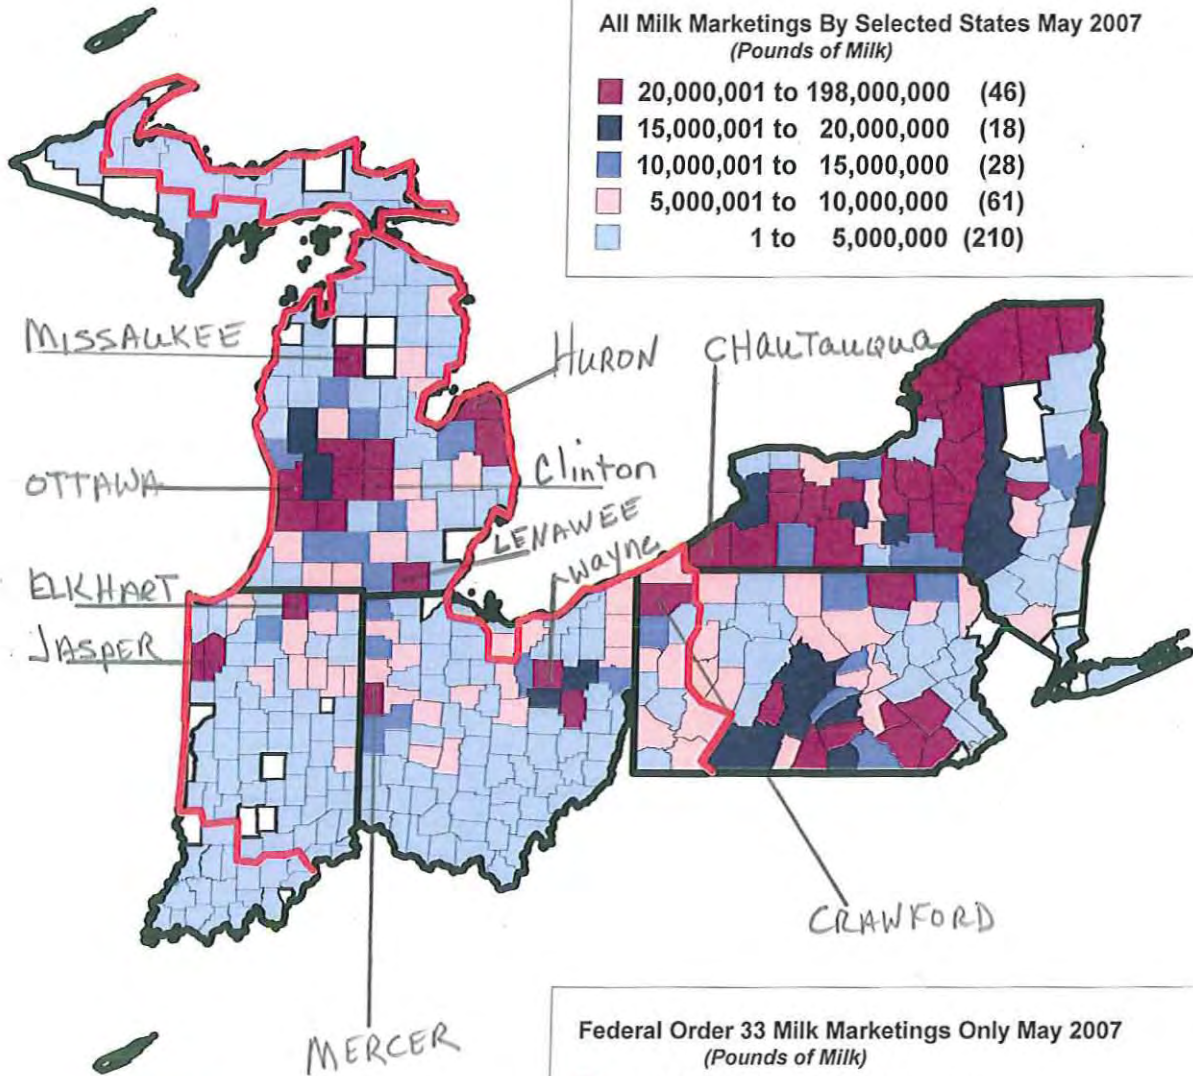 All Milk Marketings By Selected States May 2007
(Pounds of Milk)
20,000,001 to 198,000,000 (46)
15,000,001 to 20,000,000 (18)
10,000,001 to 15,000,000 (28)
5,000,001 to 10,000,000 (61)
1 to 5,000,000 (210)
MISSAUKEE
HURON
CHAUTAUQUA
OTTAWA
Clinton
LENAWEE
wayne
ELKHART
JASPER
CRAWFORD
MERCER
Federal Order 33 Milk Marketings Only May 2007
(Pounds of Milk)